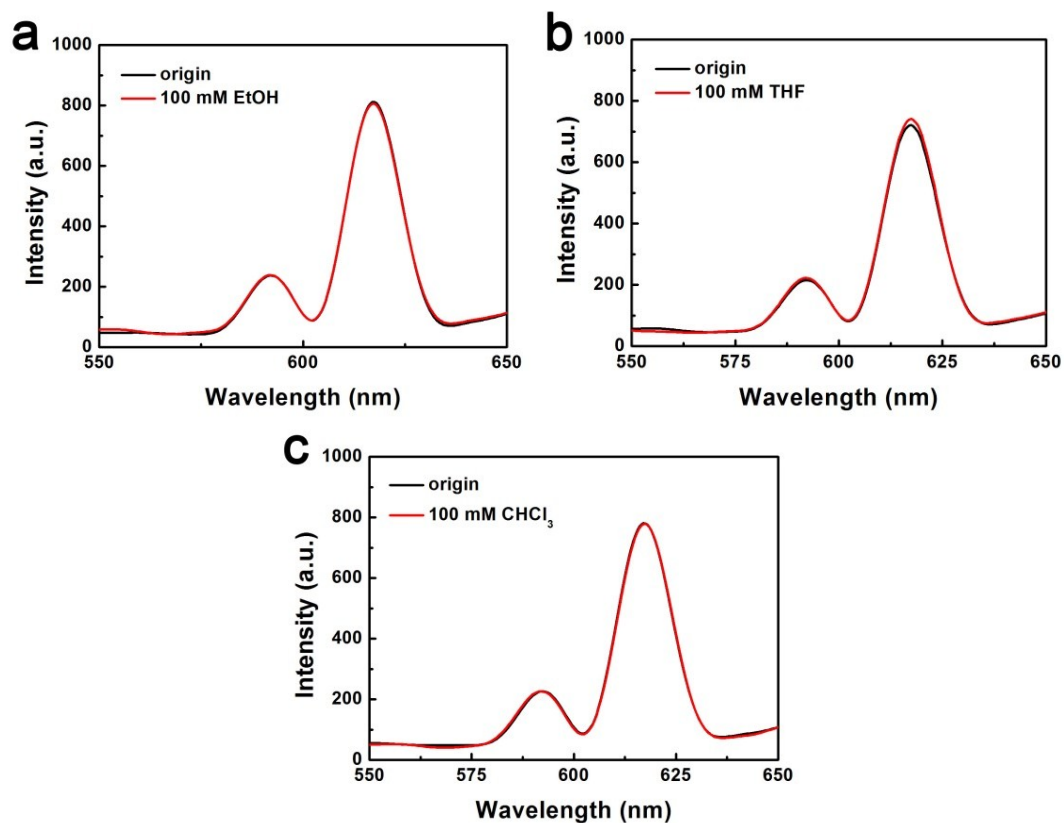 a
1000
800
600
400
200
0
origin
100 mM EtOH
Intensity (a.u.)
550
600
650
Wavelength (nm)
b
1000
800
600
400
200
0
origin
100 mM THF
Intensity (a.u.)
550
575
600
625
650
Wavelength (nm)
c
1000
800
600
400
200
0
origin
100 mM CHCl₃
Intensity (a.u.)
550
575
600
625
650
Wavelength (nm)